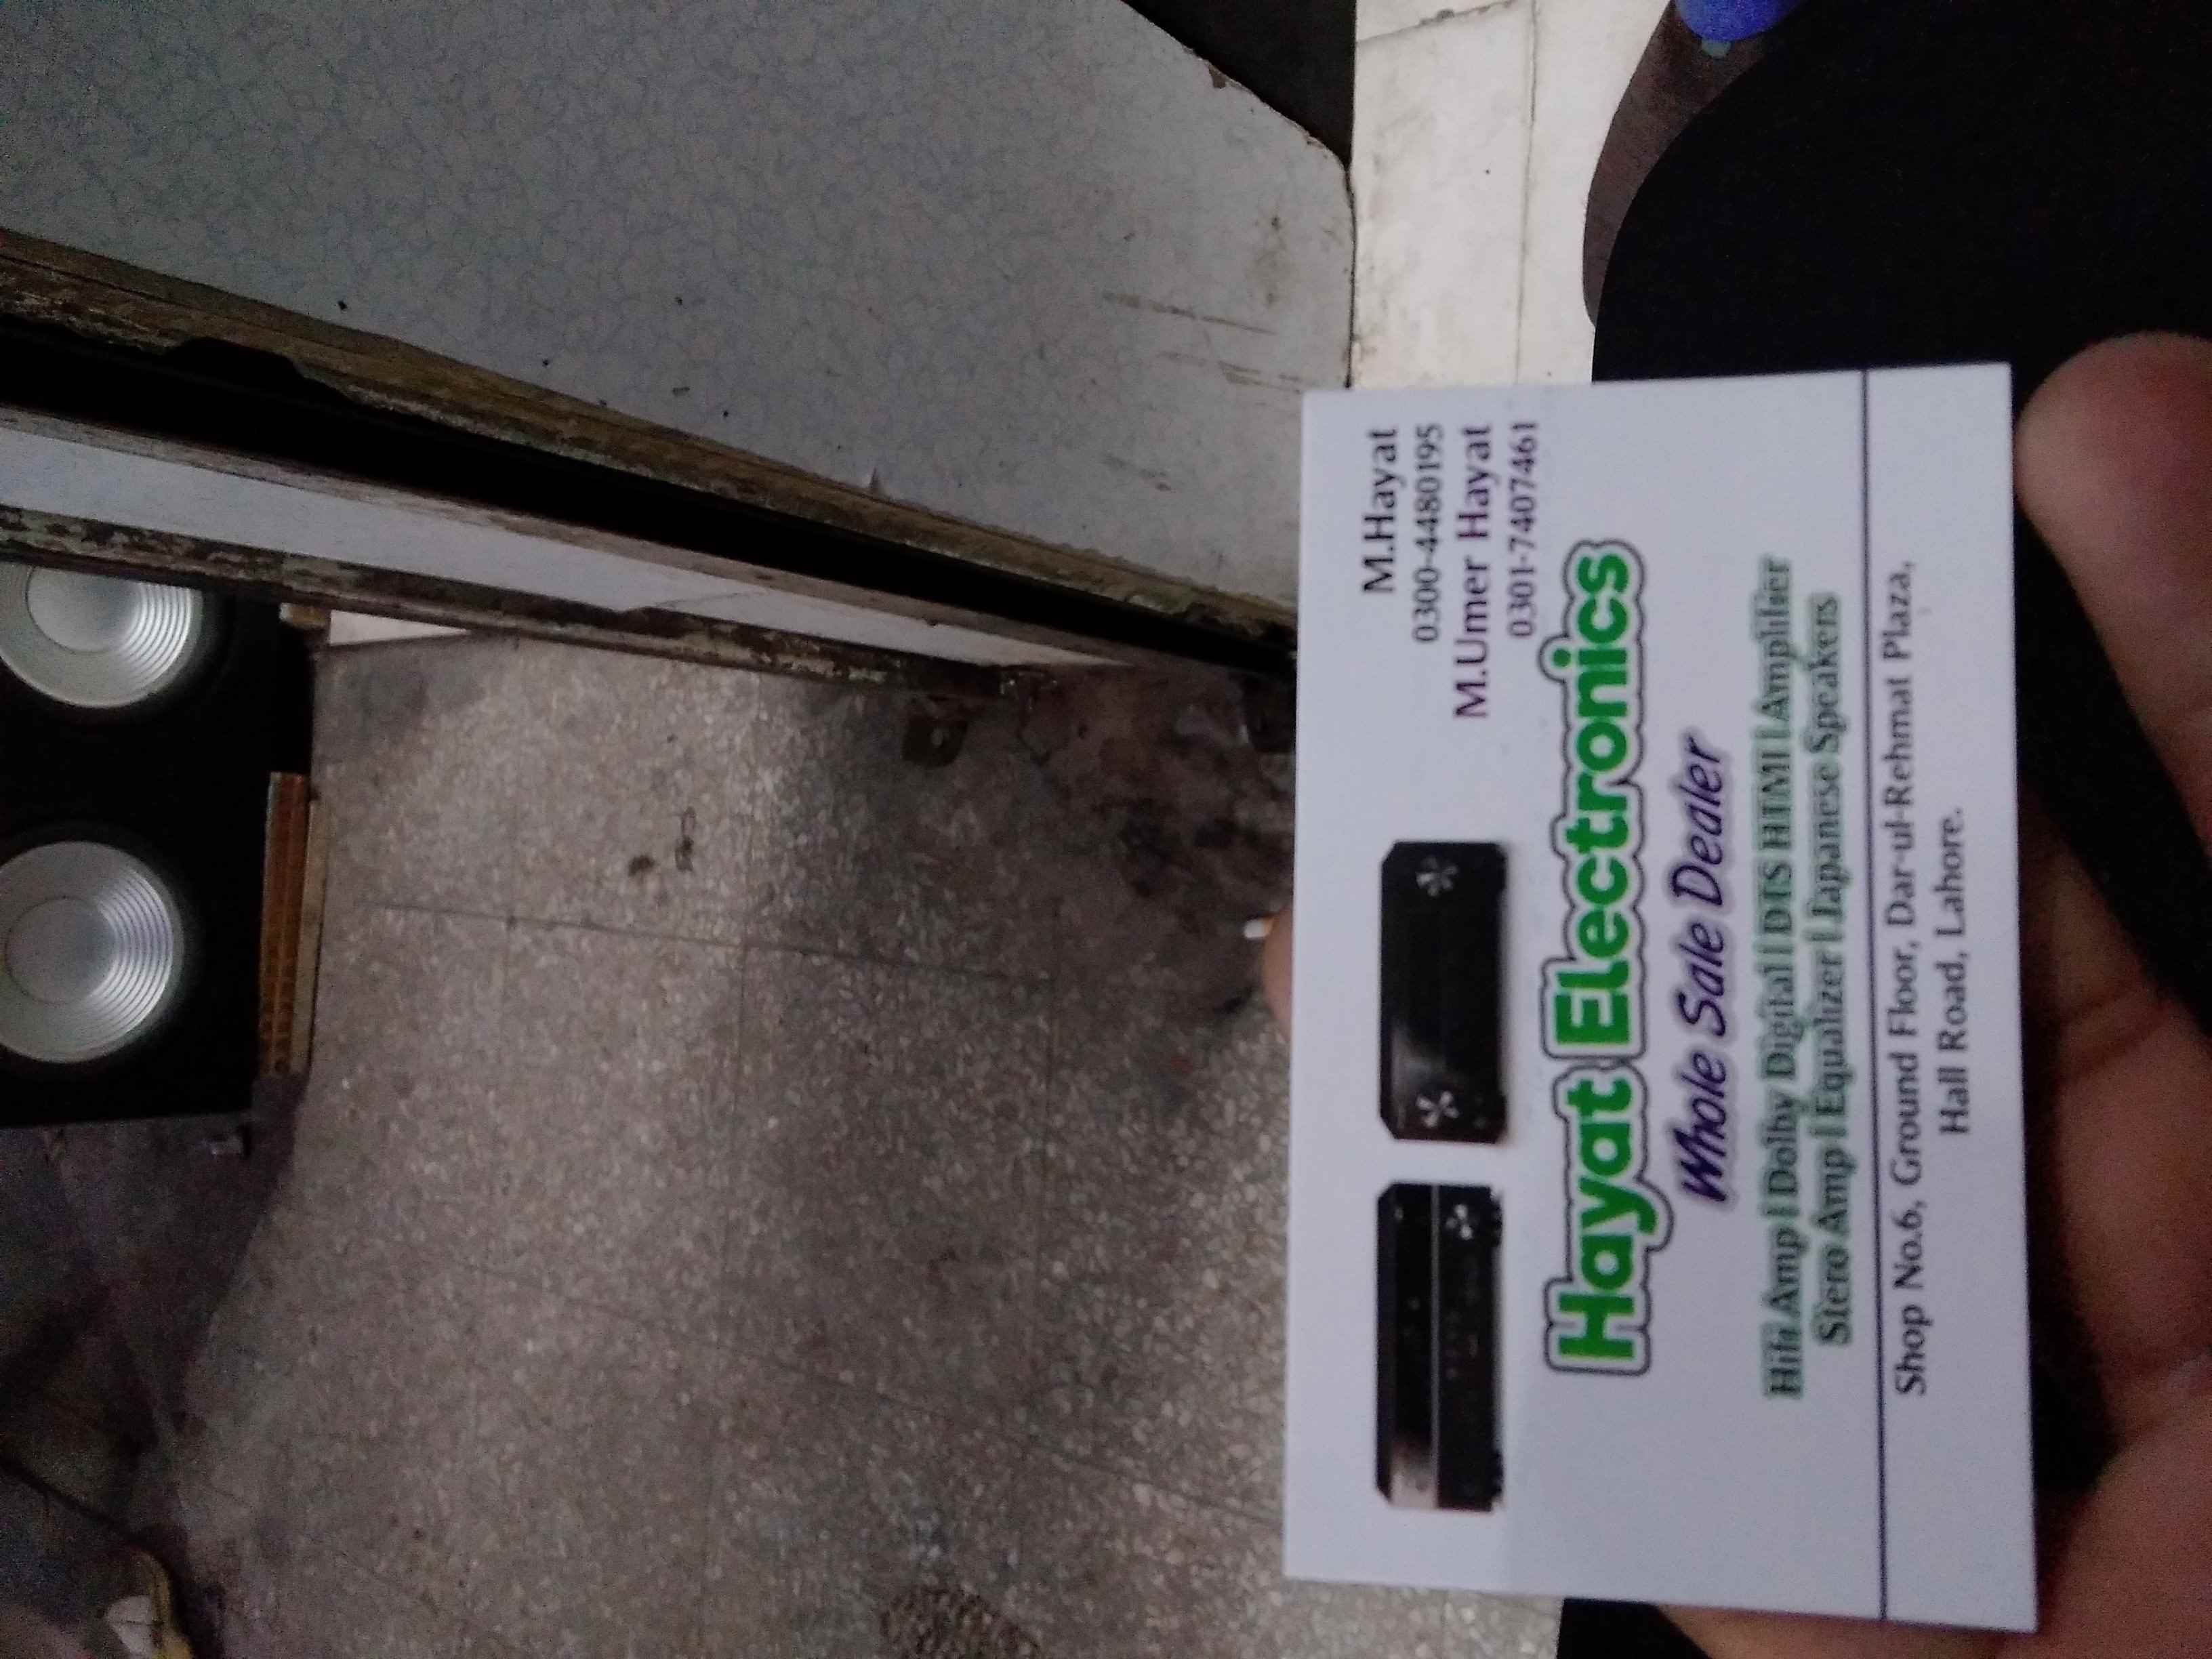 M.Hayat
0300-4480195
M.Umer Hayat
0301-7407461
Hayat Electronics
Whole Sale Dealer
Hifi Amp | Dolby Digital | DTS HTMI | Amplifier
Stero Amp | Equalizer | Japanese Speakers
Shop No.6, Ground Floor, Dar-ul-Rehmat Plaza,
Hall Road, Lahore.